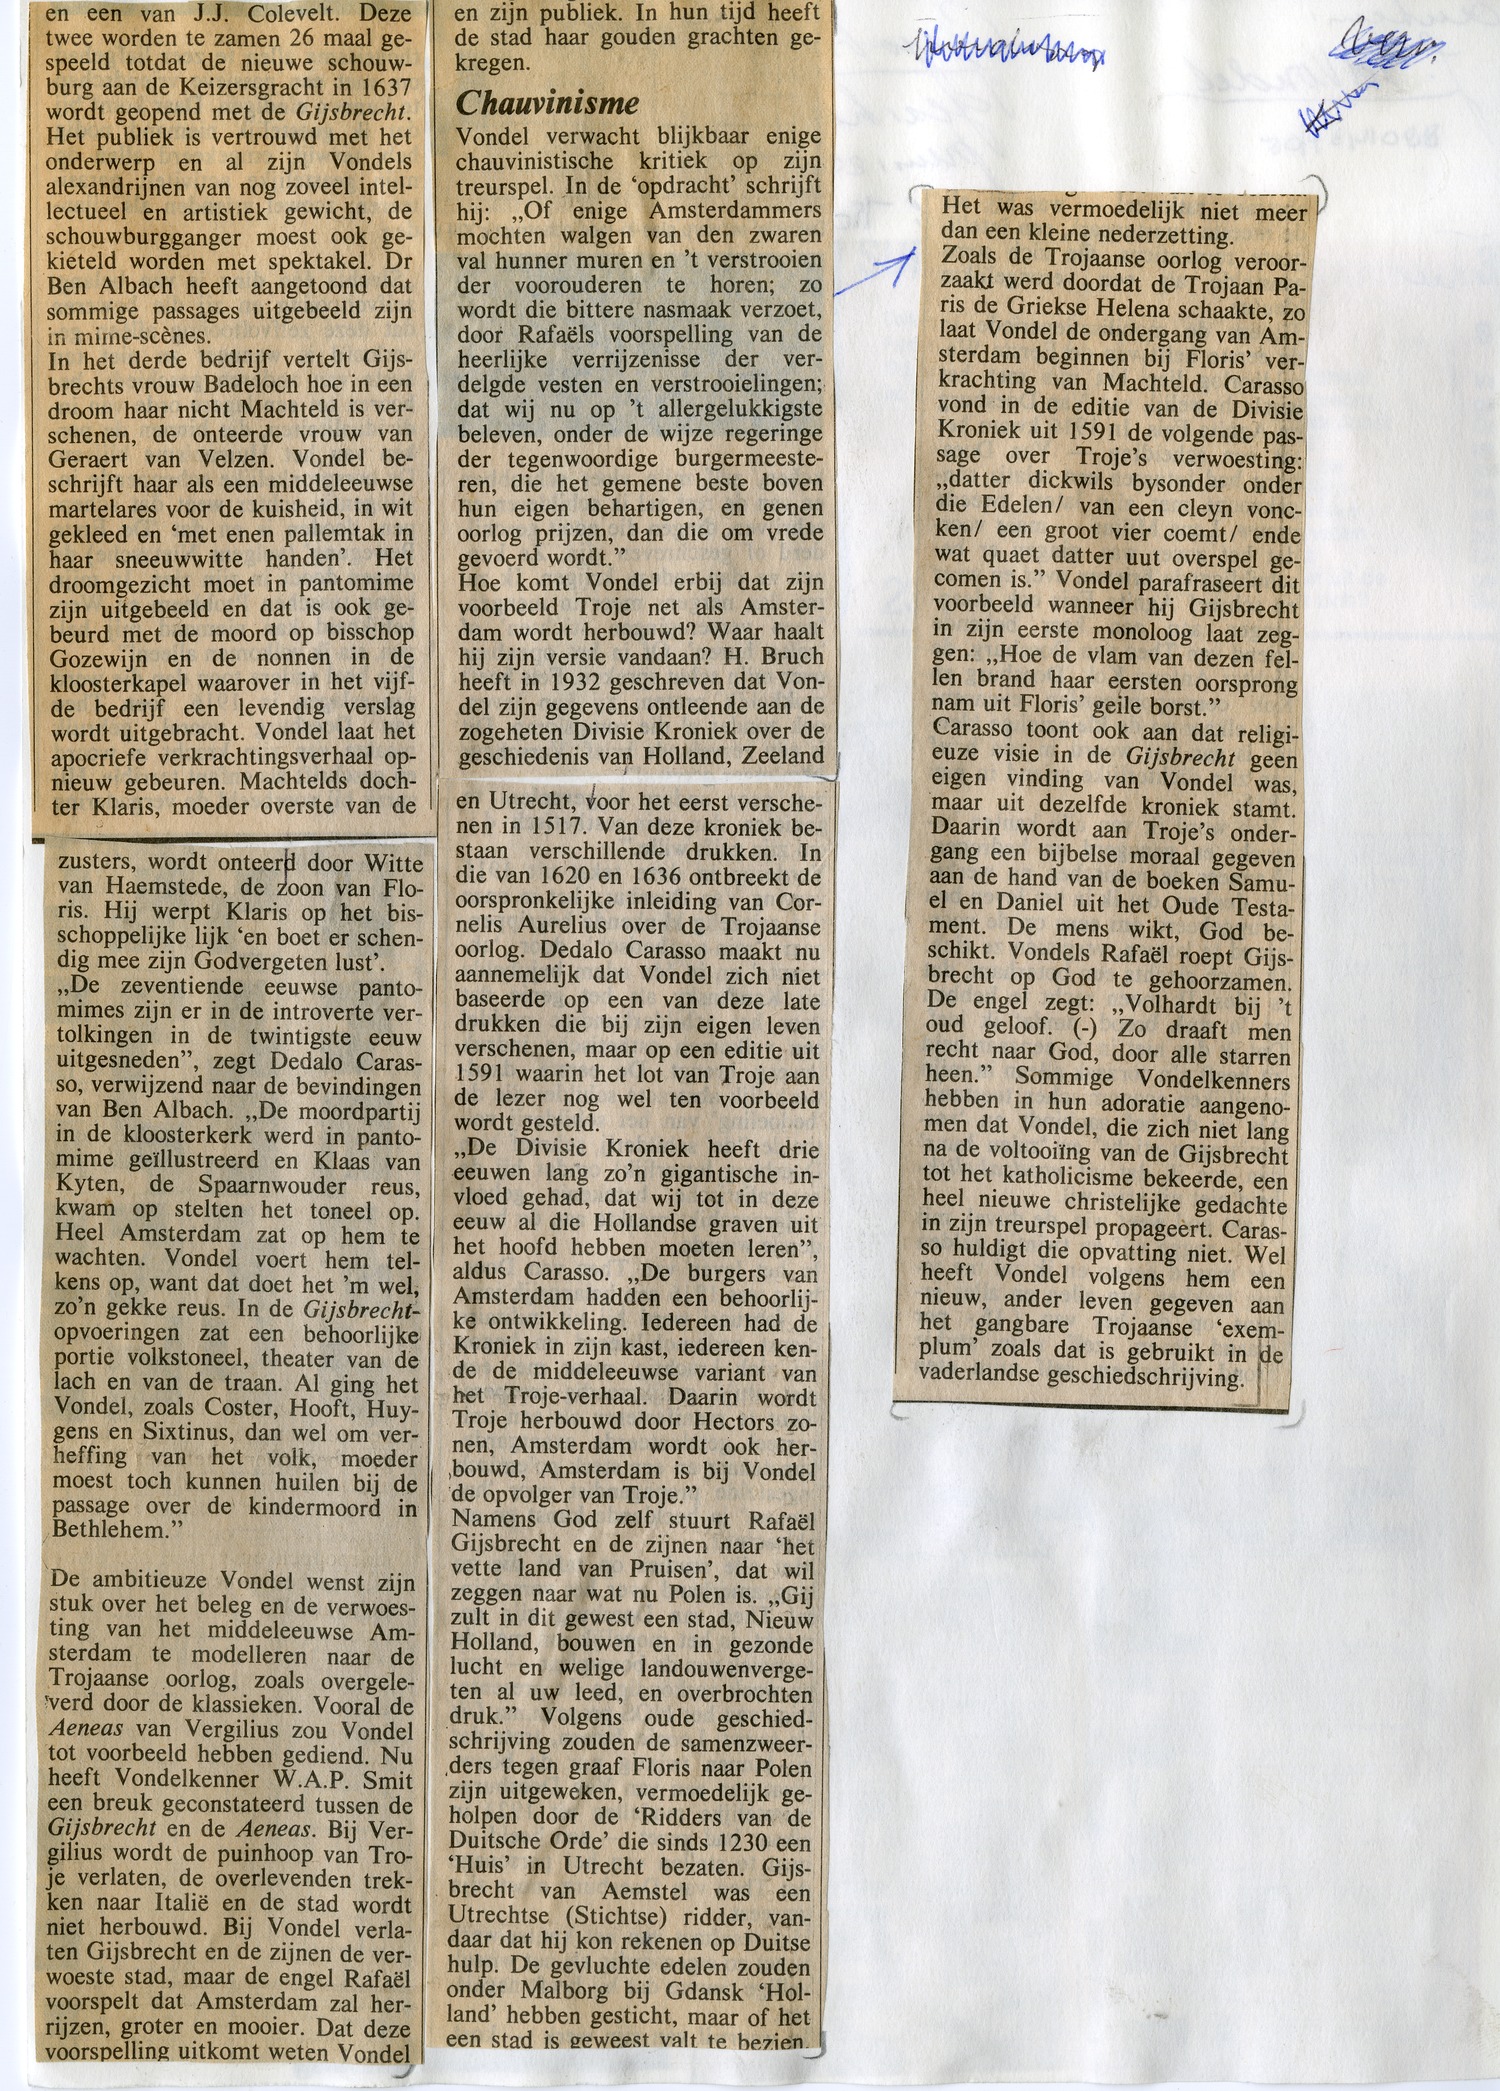 en een van J.J. Colevelt. Deze
twee worden te zamen 26 maal ge-
speeld totdat de nieuwe schouw-
burg aan de Keizersgracht in 1637
wordt geopend met de Gijsbrecht.
Het publiek is vertrouwd met het
onderwerp en al zijn Vondels
alexandrijnen van nog zoveel intel-
lectueel en artistiek gewicht, de
schouwburgganger moest ook ge-
kieteld worden met spektakel. Dr
Ben Albach heeft aangetoond dat
sommige passages uitgebeeld zijn
in mime-scènes.
In het derde bedrijf vertelt Gijs-
brechts vrouw Badeloch hoe in een
droom haar nicht Machteld is ver-
schenen, de onteerde vrouw van
Geraert van Velzen. Vondel be-
schrijft haar als een middeleeuwse
martelares voor de kuisheid, in wit
gekleed en ‘met enen pallemtak in
haar sneeuwwitte handen’. Het
droomgezicht moet in pantomime
zijn uitgebeeld en dat is ook ge-
beurd met de moord op bisschop
Gozewijn en de nonnen in de
kloosterkapel waarover in het vijf-
de bedrijf een levendig verslag
wordt uitgebracht. Vondel laat het
apocriefe verkrachtingsverhaal op-
nieuw gebeuren. Machtelds doch-
ter Klaris, moeder overste van de
zusters, wordt onteerd door Witte
van Haemstede, de zoon van Flo-
ris. Hij werpt Klaris op het bis-
schoppelijke lijk ‘en boet er schen-
dig mee zijn Godvergeten lust’.
„De zeventiende eeuwse panto-
mimes zijn er in de introverte ver-
tolkingen in de twintigste eeuw
uitgesneden”, zegt Dedalo Caras-
so, verwijzend naar de bevindingen
van Ben Albach. „De moordpartij
in de kloosterkerk werd in panto-
mime geïllustreerd en Klaas van
Kyten, de Spaarnwouder reus,
kwam op stelten het toneel op.
Heel Amsterdam zat op hem te
wachten. Vondel voert hem tel-
kens op, want dat doet het ’m wel,
zo’n gekke reus. In de Gijsbrecht-
opvoeringen zat een behoorlijke
portie volkstoneel, theater van de
lach en van de traan. Al ging het
Vondel, zoals Coster, Hooft, Huy-
gens en Sixtinus, dan wel om ver-
heffing van het volk, moeder
moest toch kunnen huilen bij de
passage over de kindermoord in
Bethlehem.”
De ambitieuze Vondel wenst zijn
stuk over het beleg en de verwoes-
ting van het middeleeuwse Am-
sterdam te modelleren naar de
Trojaanse oorlog, zoals overgele-
verd door de klassieken. Vooral de
Aeneas van Vergilius zou Vondel
tot voorbeeld hebben gediend. Nu
heeft Vondelkenner W.A.P. Smit
een breuk geconstateerd tussen de
Gijsbrecht en de Aeneas. Bij Ver-
gilius wordt de puinhoop van Tro-
je verlaten, de overlevenden trek-
ken naar Italië en de stad wordt
niet herbouwd. Bij Vondel verla-
ten Gijsbrecht en de zijnen de ver-
woeste stad, maar de engel Rafaël
voorspelt dat Amsterdam zal her-
rijzen, groter en mooier. Dat deze
voorspelling uitkomt weten Vondel
en zijn publiek. In hun tijd heeft
de stad haar gouden grachten ge-
kregen.
Chauvinisme
Vondel verwacht blijkbaar enige
chauvinistische kritiek op zijn
treurspel. In de ‘opdracht’ schrijft
hij: „Of enige Amsterdammers
mochten walgen van den zwaren
val hunner muren en ’t verstrooien
der voorouderen te horen; zo
wordt die bittere nasmaak verzoet,
door Rafaëls voorspelling van de
heerlijke verrijzenisse der ver-
delgde vesten en verstrooielingen;
dat wij nu op ’t allergelukkigste
beleven, onder de wijze regeringe
der tegenwoordige burgermeeste-
ren, die het gemene beste boven
hun eigen behartigen, en genen
oorlog prijzen, dan die om vrede
gevoerd wordt.”
Hoe komt Vondel erbij dat zijn
voorbeeld Troje net als Amster-
dam wordt herbouwd? Waar haalt
hij zijn versie vandaan? H. Bruch
heeft in 1932 geschreven dat Von-
del zijn gegevens ontleende aan de
zogeheten Divisie Kroniek over de
geschiedenis van Holland, Zeeland
en Utrecht, voor het eerst versche-
nen in 1517. Van deze kroniek be-
staan verschillende drukken. In
die van 1620 en 1636 ontbreekt de
oorspronkelijke inleiding van Cor-
nelis Aurelius over de Trojaanse
oorlog. Dedalo Carasso maakt nu
aannemelijk dat Vondel zich niet
baseerde op een van deze late
drukken die bij zijn eigen leven
verschenen, maar op een editie uit
1591 waarin het lot van Troje aan
de lezer nog wel ten voorbeeld
wordt gesteld.
„De Divisie Kroniek heeft drie
eeuwen lang zo’n gigantische in-
vloed gehad, dat wij tot in deze
eeuw al die Hollandse graven uit
het hoofd hebben moeten leren”,
aldus Carasso. „De burgers van
Amsterdam hadden een behoorlij-
ke ontwikkeling. Iedereen had de
Kroniek in zijn kast, iedereen ken-
de de middeleeuwse variant van
het Troje-verhaal. Daarin wordt
Troje herbouwd door Hectors zo-
nen, Amsterdam wordt ook her-
bouwd, Amsterdam is bij Vondel
de opvolger van Troje.”
Namens God zelf stuurt Rafaël
Gijsbrecht en de zijnen naar ‘het
vette land van Pruisen’, dat wil
zeggen naar wat nu Polen is. „Gij
zult in dit gewest een stad, Nieuw
Holland, bouwen en in gezonde
lucht en welige landouwenverge-
ten al uw leed, en overbrochten
druk.” Volgens oude geschied-
schrijving zouden de samenzweer-
ders tegen graaf Floris naar Polen
zijn uitgeweken, vermoedelijk ge-
holpen door de ‘Ridders van de
Duitsche Orde’ die sinds 1230 een
‘Huis’ in Utrecht bezaten. Gijs-
brecht van Aemstel was een
Utrechtse (Stichtse) ridder, van-
daar dat hij kon rekenen op Duitse
hulp. De gevluchte edelen zouden
onder Malborg bij Gdansk ‘Hol-
land’ hebben gesticht, maar of het
een stad is geweest valt te bezien.
Het was vermoedelijk niet meer
dan een kleine nederzetting.
Zoals de Trojaanse oorlog veroor-
zaakt werd doordat de Trojaan Pa-
ris de Griekse Helena schaakte, zo
laat Vondel de ondergang van Am-
sterdam beginnen bij Floris’ ver-
krachting van Machteld. Carasso
vond in de editie van de Divisie
Kroniek uit 1591 de volgende pas-
sage over Troje’s verwoesting:
„datter dickwils bysonder onder
die Edelen/ van een cleyn vonc-
ken/ een groot vier coemt/ ende
wat quaet datter uut overspel ge-
comen is.” Vondel parafraseert dit
voorbeeld wanneer hij Gijsbrecht
in zijn eerste monoloog laat zeg-
gen: „Hoe de vlam van dezen fel-
len brand haar eersten oorsprong
nam uit Floris’ geile borst.”
Carasso toont ook aan dat religi-
euze visie in de Gijsbrecht geen
eigen vinding van Vondel was,
maar uit dezelfde kroniek stamt.
Daarin wordt aan Troje’s onder-
gang een bijbelse moraal gegeven
aan de hand van de boeken Samu-
el en Daniel uit het Oude Testa-
ment. De mens wikt, God be-
schikt. Vondels Rafaël roept Gijs-
brecht op God te gehoorzamen.
De engel zegt: „Volhardt bij ’t
oud geloof. (-) Zo draaft men
recht naar God, door alle starren
heen.” Sommige Vondelkenners
hebben in hun adoratie aangeno-
men dat Vondel, die zich niet lang
na de voltooiïng van de Gijsbrecht
tot het katholicisme bekeerde, een
heel nieuwe christelijke gedachte
in zijn treurspel propageert. Caras-
so huldigt die opvatting niet. Wel
heeft Vondel volgens hem een
nieuw, ander leven gegeven aan
het gangbare Trojaanse ‘exem-
plum’ zoals dat is gebruikt in de
vaderlandse geschiedschrijving.